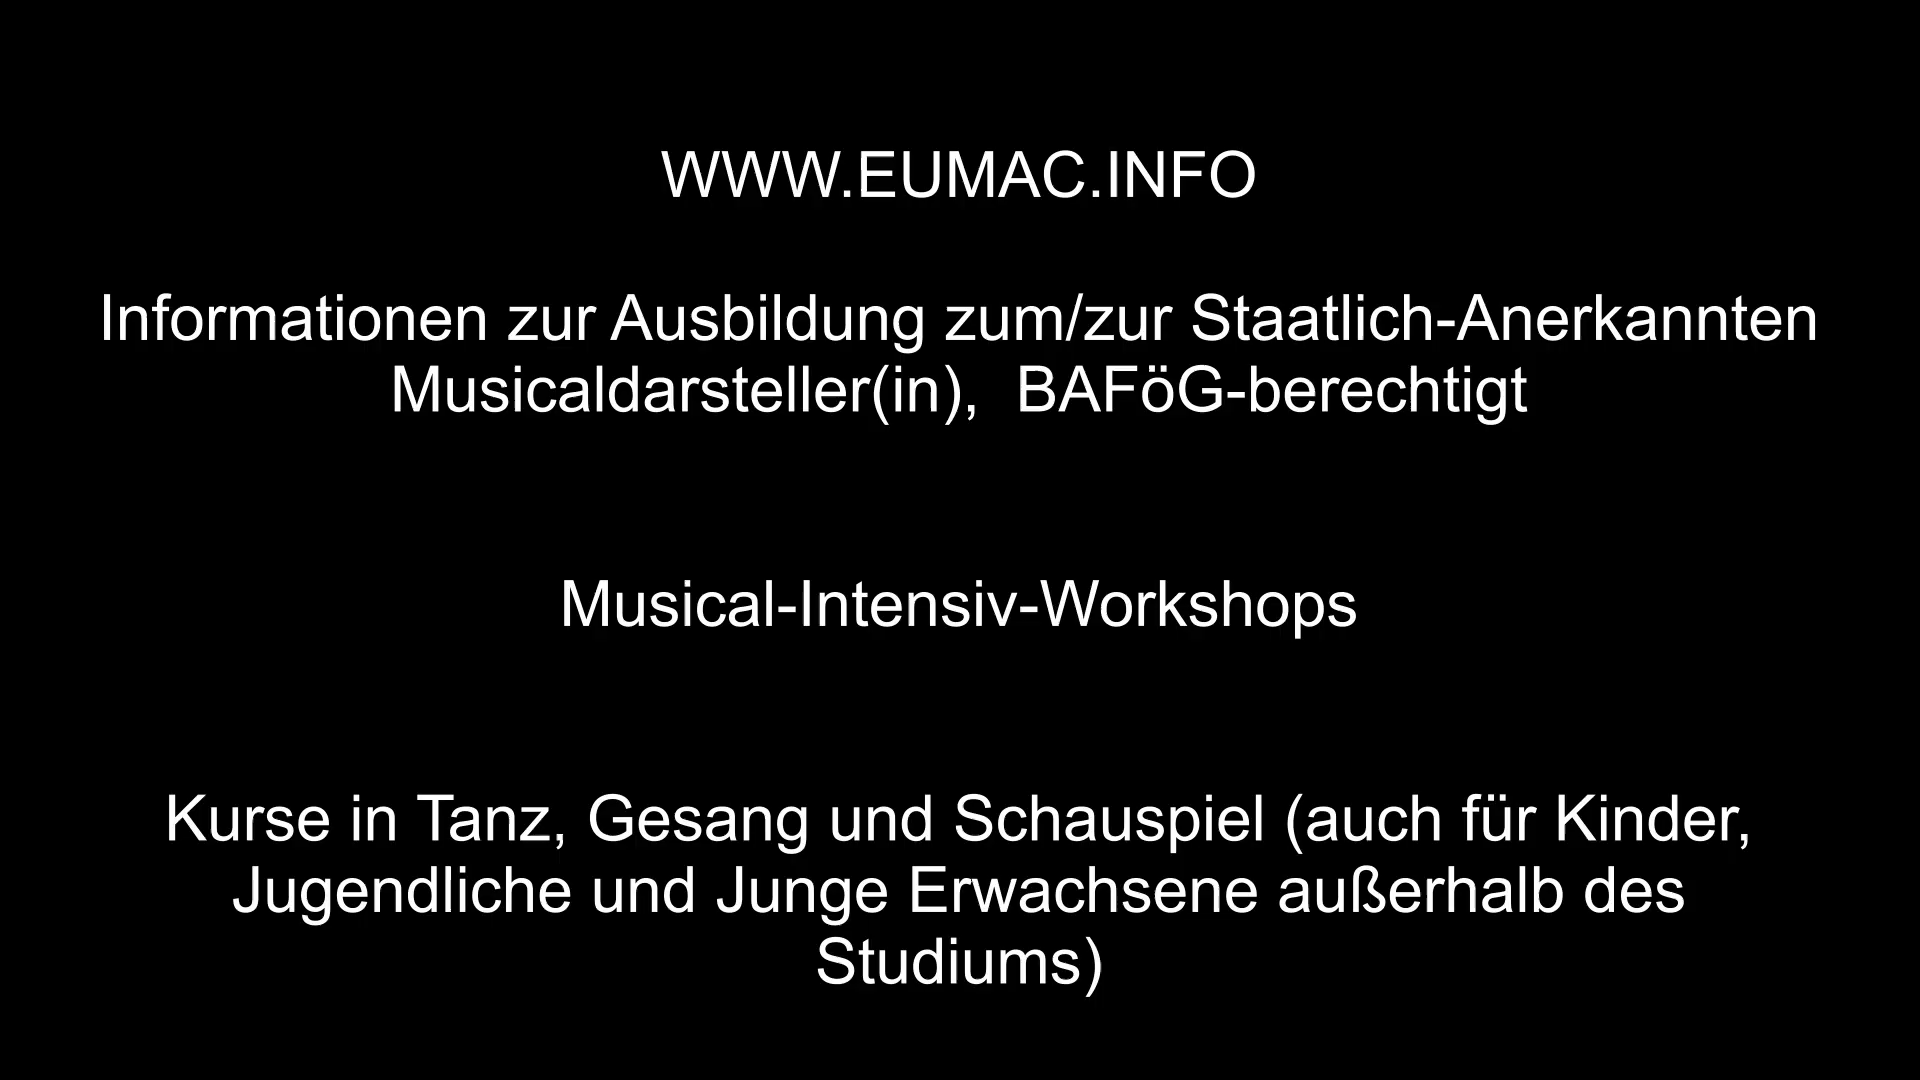 WWW.EUMAC.INFO
Informationen zur Ausbildung zum/zur Staatlich-Anerkannten
Musicaldarsteller(in),  BAFöG-berechtigt
Musical-Intensiv-Workshops
Kurse in Tanz, Gesang und Schauspiel (auch für Kinder,
Jugendliche und Junge Erwachsene außerhalb des
Studiums)